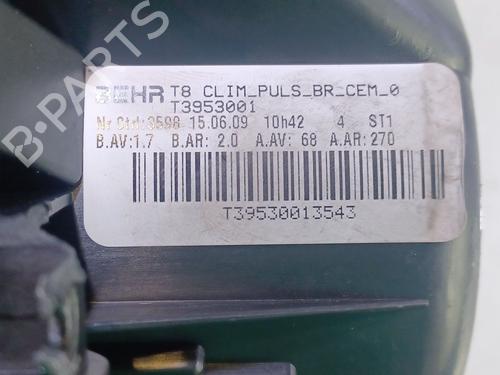 BEHR T8 CLIM_PULS_BR_CEM_0
T3953001
Nr Ctd:3598 15.06.09 10h42 4 ST1
B.AV:1.7 B.AR: 2.0 A.AV: 68 A.AR:270
T39530013543
B-PARTS